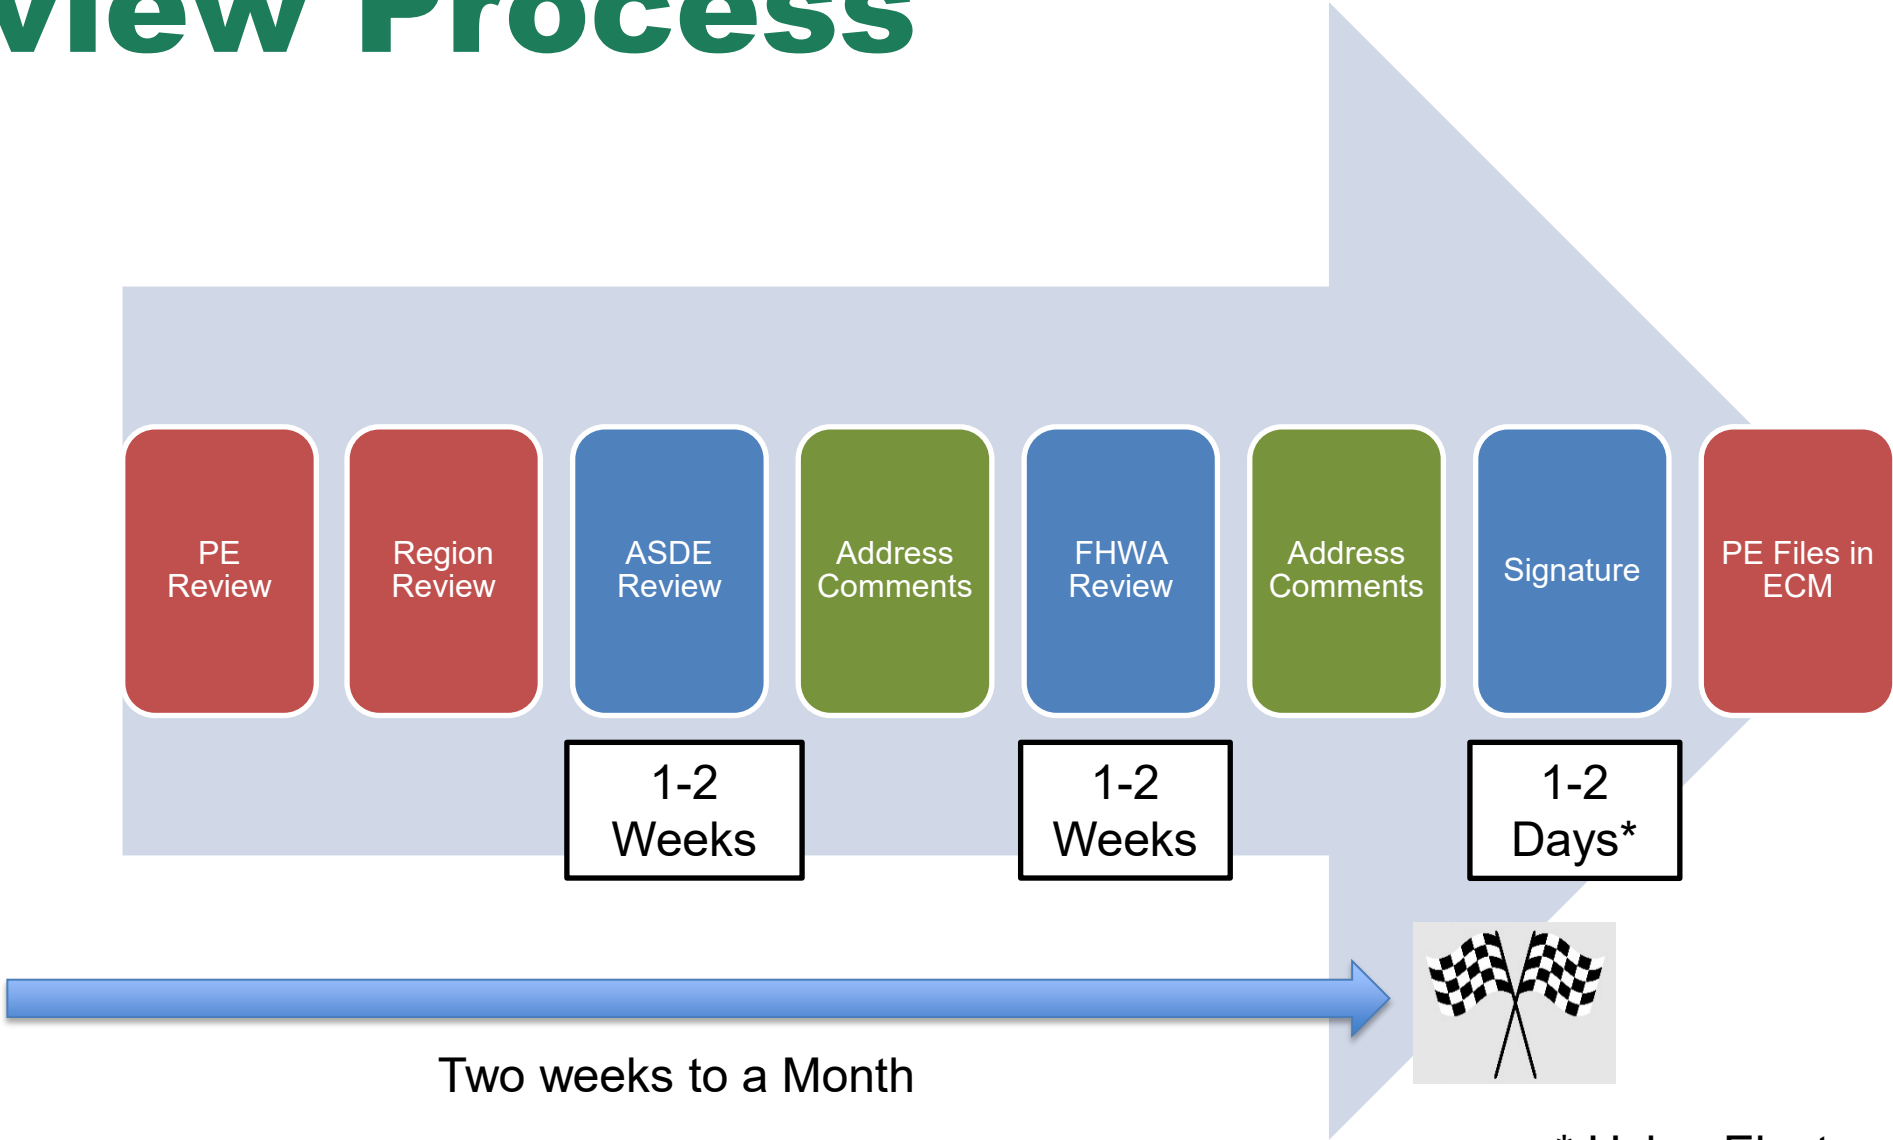 view Process
PE
Review
Region
Review
ASDE
Review
Address
Comments
FHWA
Review
Address
Comments
Signature
PE Files in
ECM
1-2
Weeks
1-2
Weeks
1-2
Days*
Two weeks to a Month